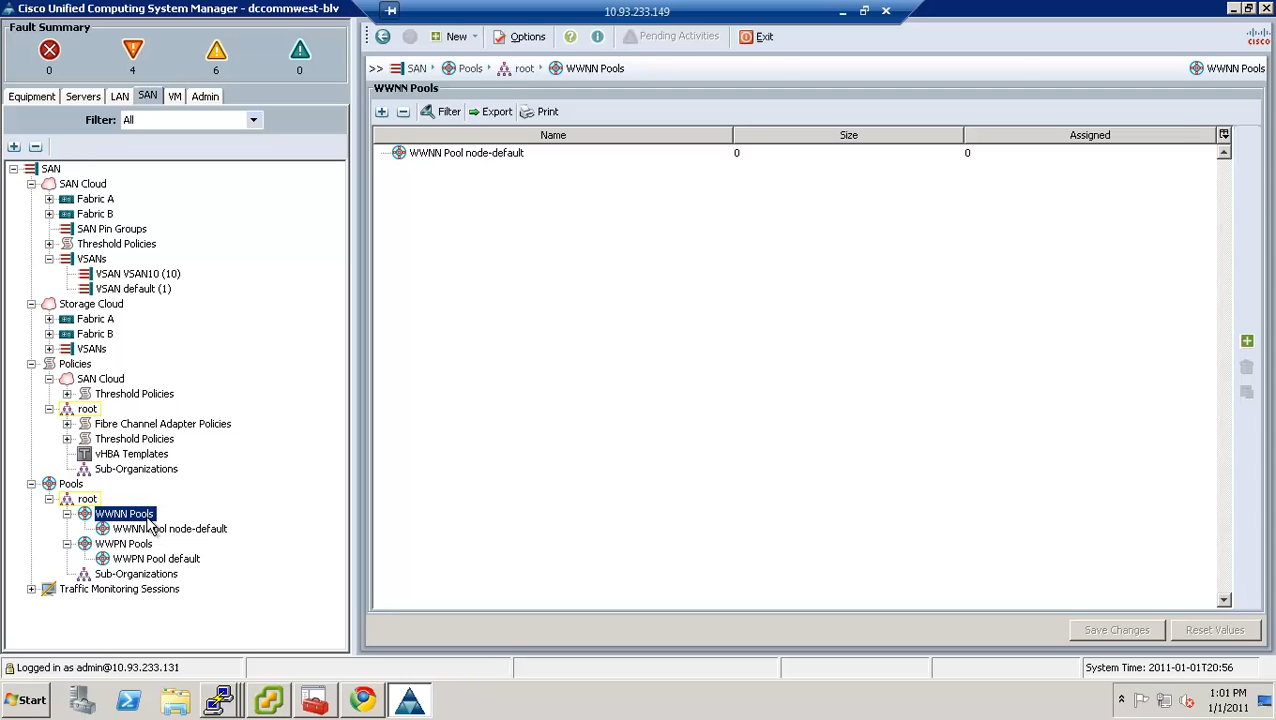 Cisco Unified Computing System Manager - dccommwest-blv
10.93.233.149
Fault Summary
0 4 6 0
New Options Pending Activities Exit
CISCO
>> SAN Pools root WWNN Pools WWNN Pools
Equipment Servers LAN SAN VM Admin
WWNN Pools
Filter: All
Filter Export Print
Name Size Assigned
WWNN Pool node-default 0 0
SAN
SAN Cloud
Fabric A
Fabric B
SAN Pin Groups
Threshold Policies
VSANs
VSAN VSAN10 (10)
VSAN default (1)
Storage Cloud
Fabric A
Fabric B
VSANs
Policies
SAN Cloud
Threshold Policies
root
Fibre Channel Adapter Policies
Threshold Policies
vHBA Templates
Sub-Organizations
Pools
root
WWNN Pools
WWNN Pool node-default
WWPN Pools
WWPN Pool default
Sub-Organizations
Traffic Monitoring Sessions
Save Changes Reset Values
Logged in as admin@10.93.233.131
System Time: 2011-01-01T20:56
Start
1:01 PM
1/1/2011